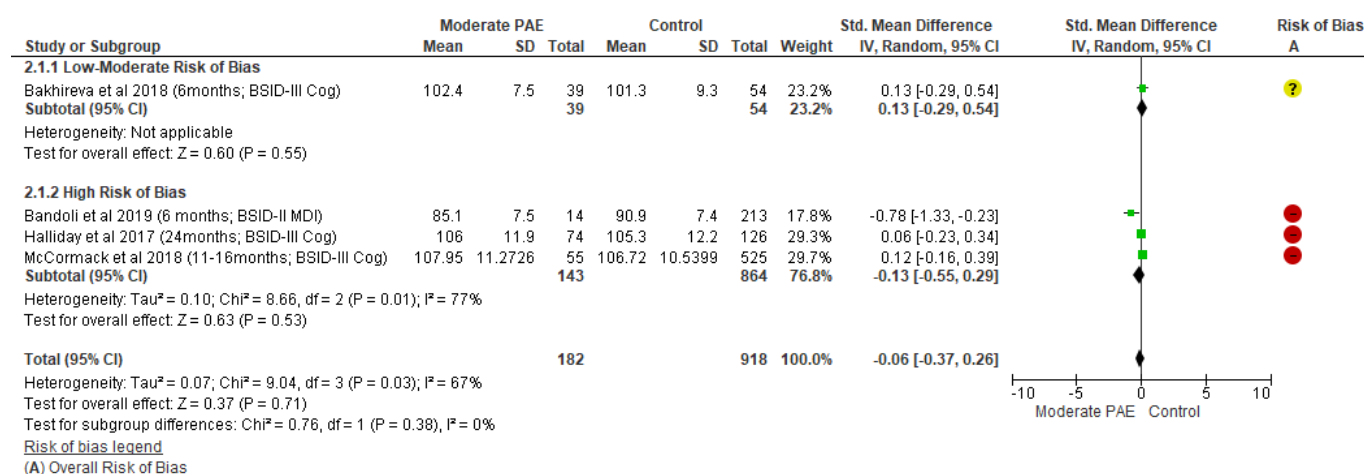 Moderate PAE Control Std. Mean Difference Std. Mean Difference Risk of Bias
Study or Subgroup Mean SD Total Mean SD Total Weight IV, Random, 95% CI IV, Random, 95% CI A
2.1.1 Low-Moderate Risk of Bias
Bakhireva et al 2018 (6months; BSID-III Cog) 102.4 7.5 39 101.3 9.3 54 23.2% 0.13 [-0.29, 0.54] ?
Subtotal (95% CI) 39 54 23.2% 0.13 [-0.29, 0.54]
Heterogeneity: Not applicable
Test for overall effect: Z = 0.60 (P = 0.55)
2.1.2 High Risk of Bias
Bandoli et al 2019 (6 months; BSID-II MDI) 85.1 7.5 14 90.9 7.4 213 17.8% -0.78 [-1.33, -0.23] −
Halliday et al 2017 (24months; BSID-III Cog) 106 11.9 74 105.3 12.2 126 29.3% 0.06 [-0.23, 0.34] −
McCormack et al 2018 (11-16months; BSID-III Cog) 107.95 11.2726 55 106.72 10.5399 525 29.7% 0.12 [-0.16, 0.39] −
Subtotal (95% CI) 143 864 76.8% -0.13 [-0.55, 0.29]
Heterogeneity: Tau² = 0.10; Chi² = 8.66, df = 2 (P = 0.01); I² = 77%
Test for overall effect: Z = 0.63 (P = 0.53)
Total (95% CI) 182 918 100.0% -0.06 [-0.37, 0.26]
Heterogeneity: Tau² = 0.07; Chi² = 9.04, df = 3 (P = 0.03); I² = 67%
Test for overall effect: Z = 0.37 (P = 0.71)
Test for subgroup differences: Chi² = 0.76, df = 1 (P = 0.38), I² = 0%
-10 -5 0 5 10
Moderate PAE Control
Risk of bias legend
(A) Overall Risk of Bias